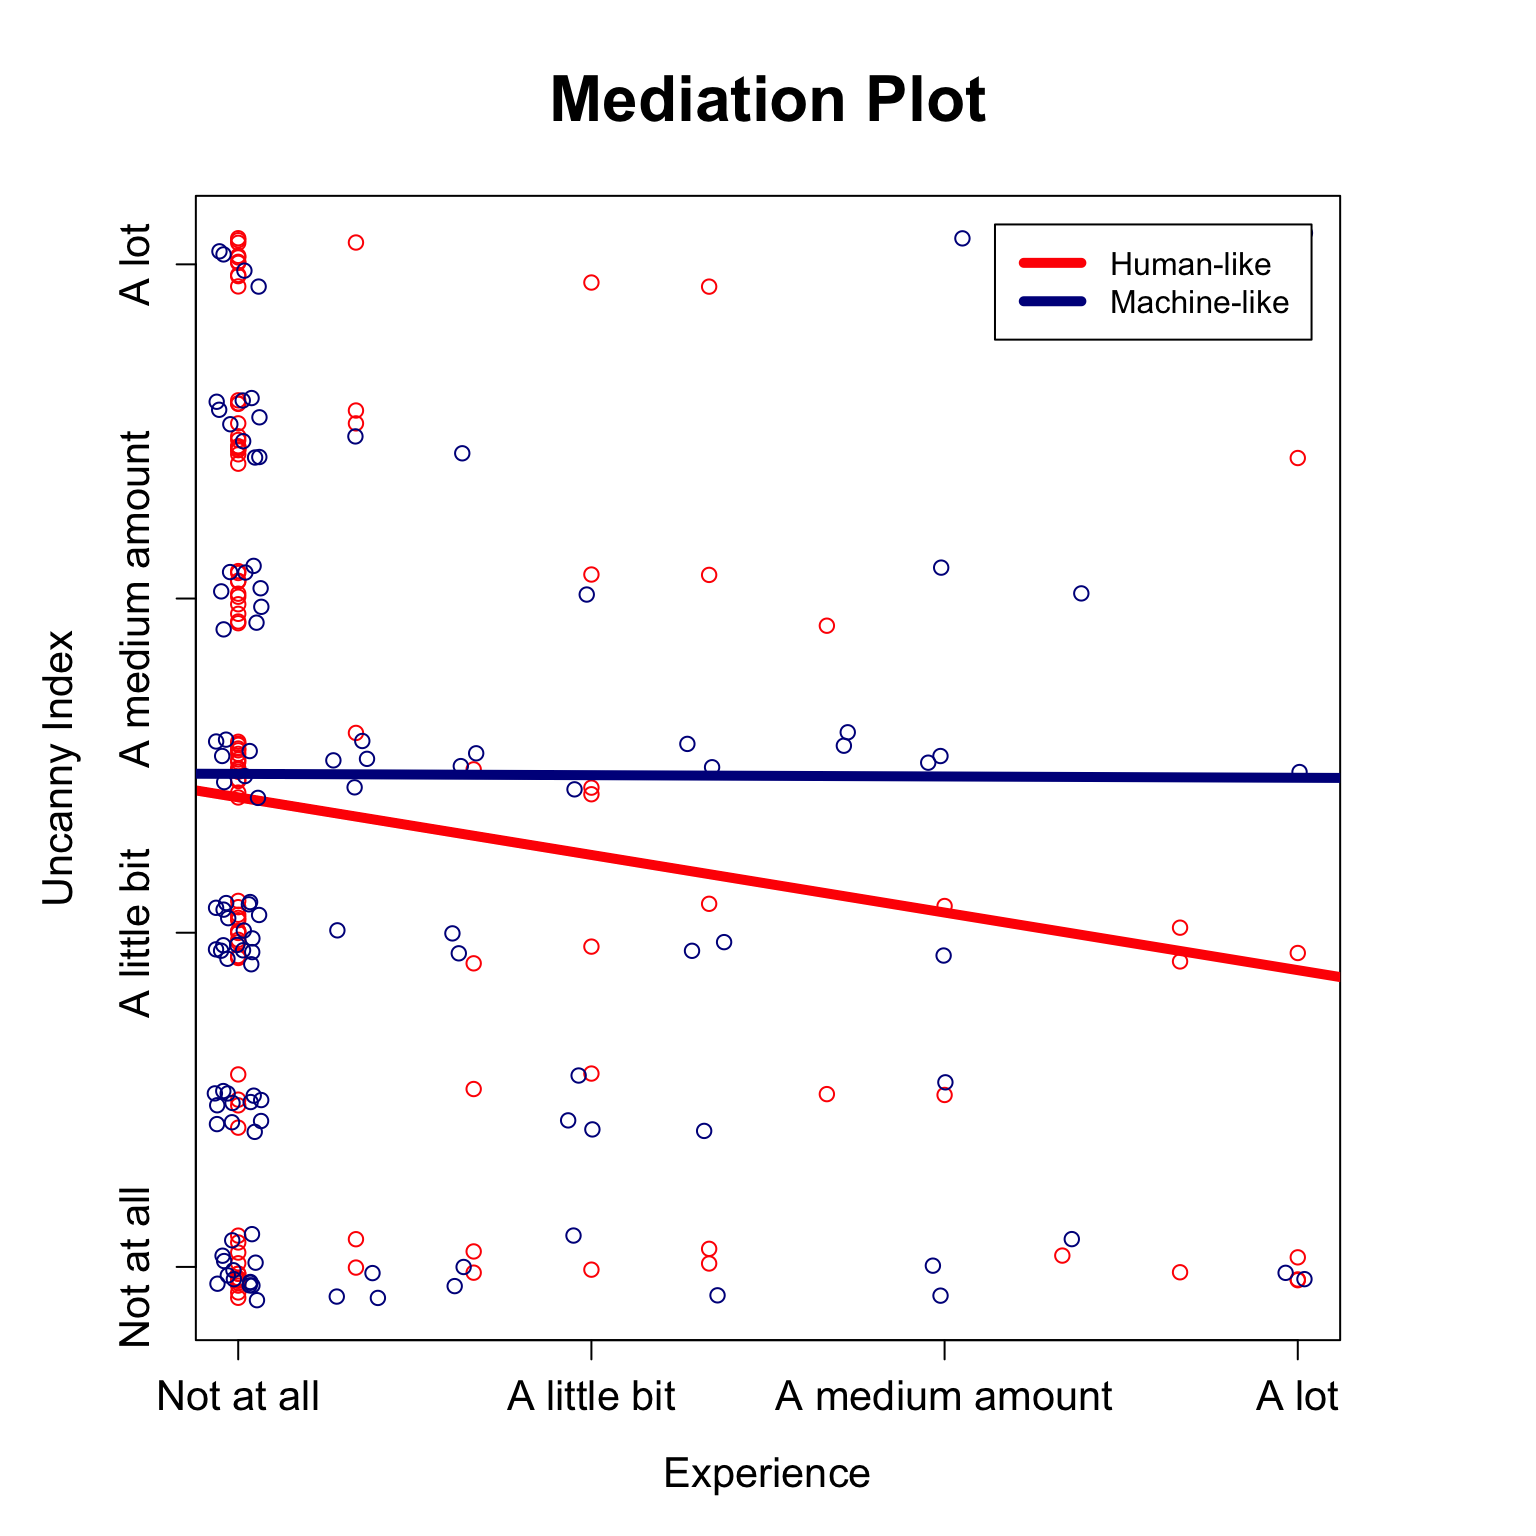 Mediation Plot
Human-like
Machine-like
A lot
A medium amount
A little bit
Not at all
Uncanny Index
Not at all
A little bit
A medium amount
A lot
Experience